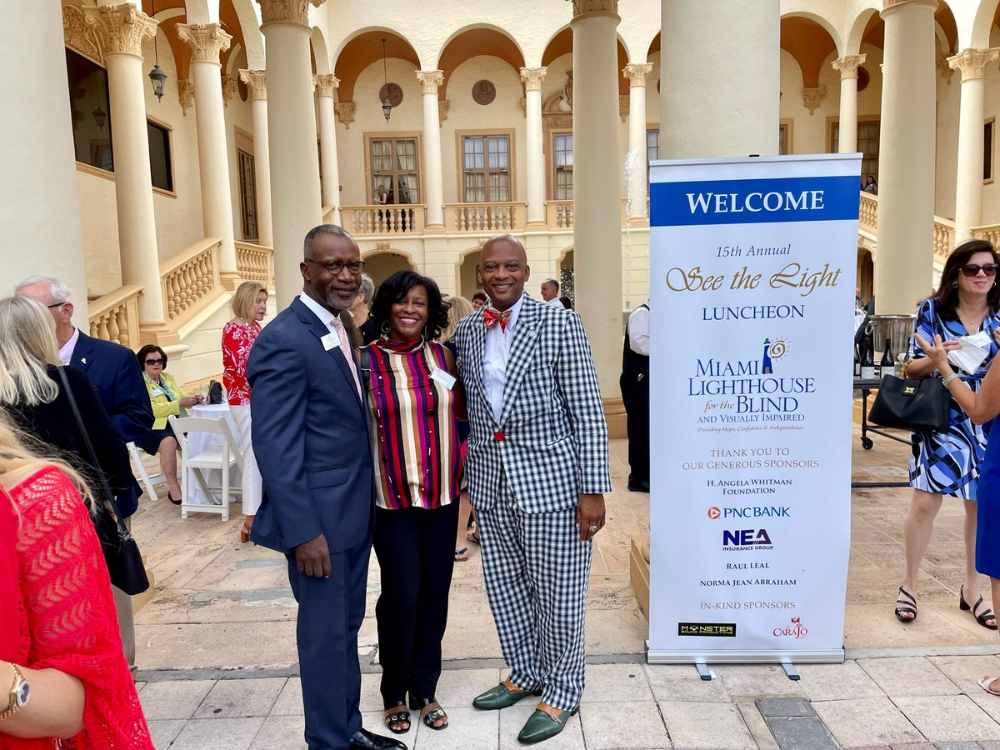 WELCOME
15th Annual
See the Light
LUNCHEON
MIAMI
LIGHTHOUSE
for the BLIND
AND VISUALLY IMPAIRED
Providing Hope, Confidence & Independence
THANK YOU TO
OUR GENEROUS SPONSORS
H. ANGELA WHITMAN
FOUNDATION
PNC BANK
NEA
INSURANCE GROUP
RAUL LEAL
NORMA JEAN ABRAHAM
IN-KIND SPONSORS
MONSTER
SOUND PRODUCTIONS
CARAJO